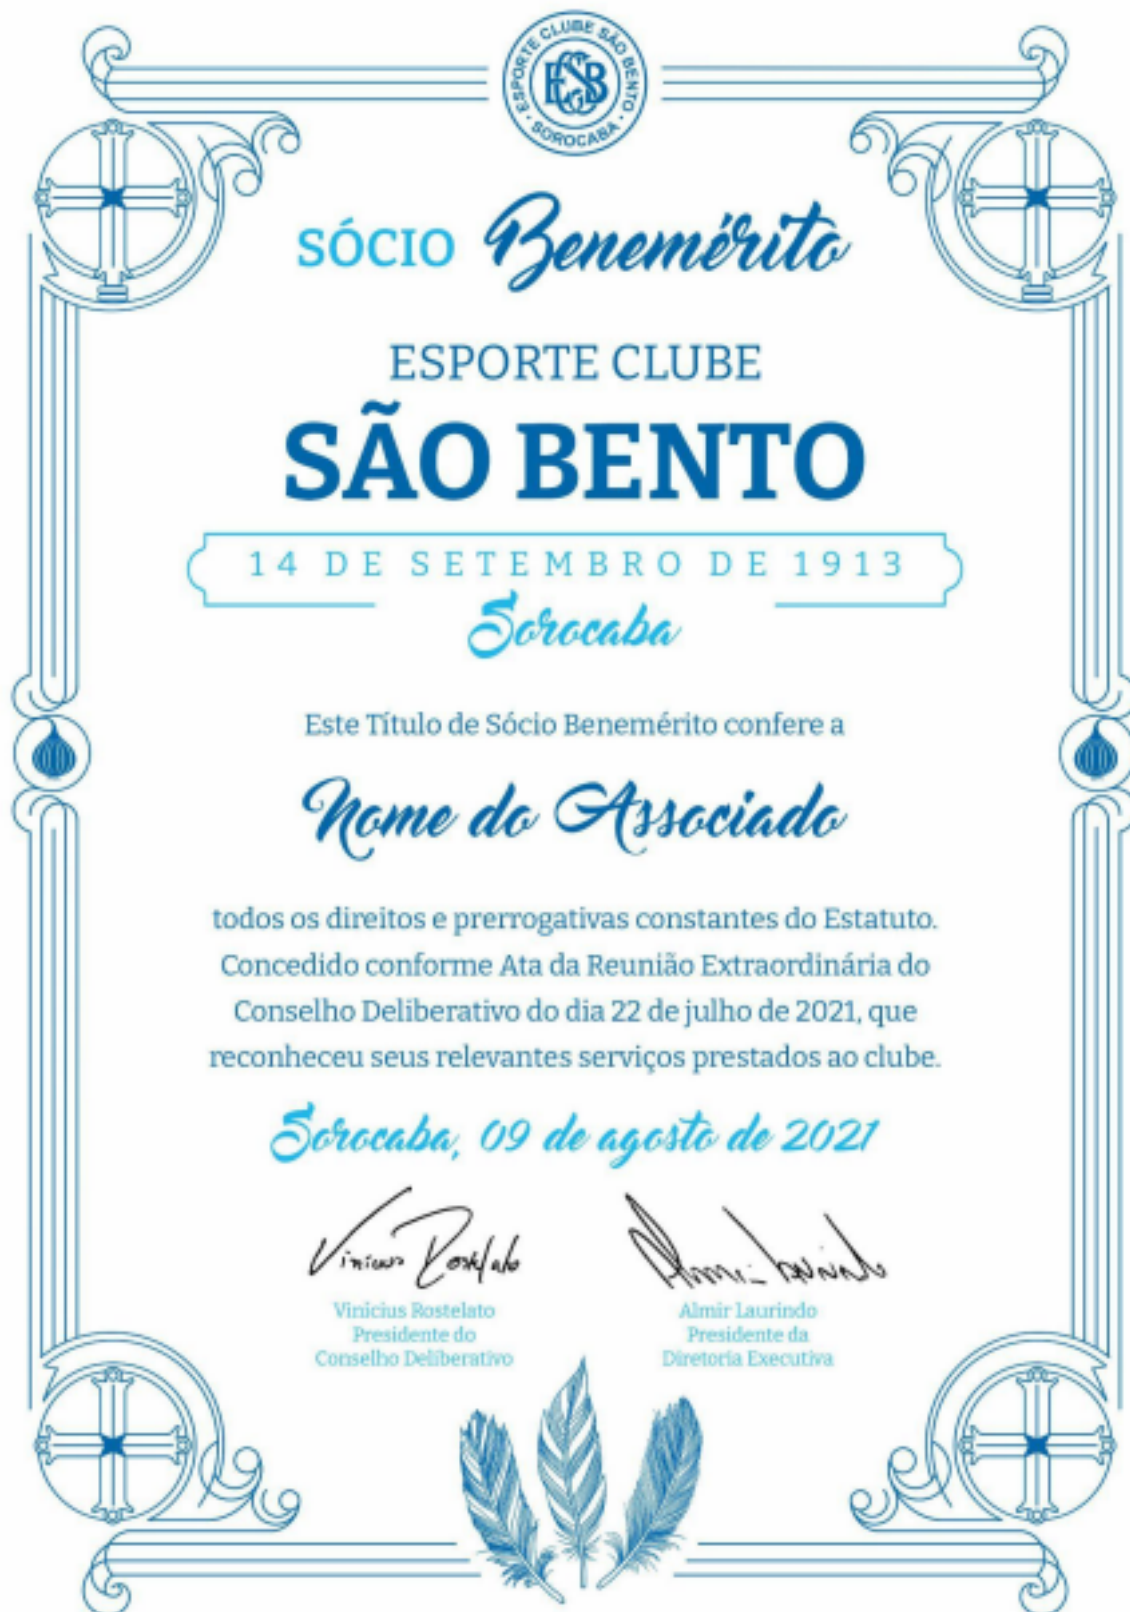 ESPORTE CLUBE SÃO BENTO
ESB
· SOROCABA ·
SÓCIO Benemérito
ESPORTE CLUBE
SÃO BENTO
14 DE SETEMBRO DE 1913
Sorocaba
Este Título de Sócio Benemérito confere a
Nome do Associado
todos os direitos e prerrogativas constantes do Estatuto.
Concedido conforme Ata da Reunião Extraordinária do
Conselho Deliberativo do dia 22 de julho de 2021, que
reconheceu seus relevantes serviços prestados ao clube.
Sorocaba, 09 de agosto de 2021
Vinicius Rostelato
Almir Laurindo
Vinicius Rostelato
Presidente do
Conselho Deliberativo
Almir Laurindo
Presidente da
Diretoria Executiva